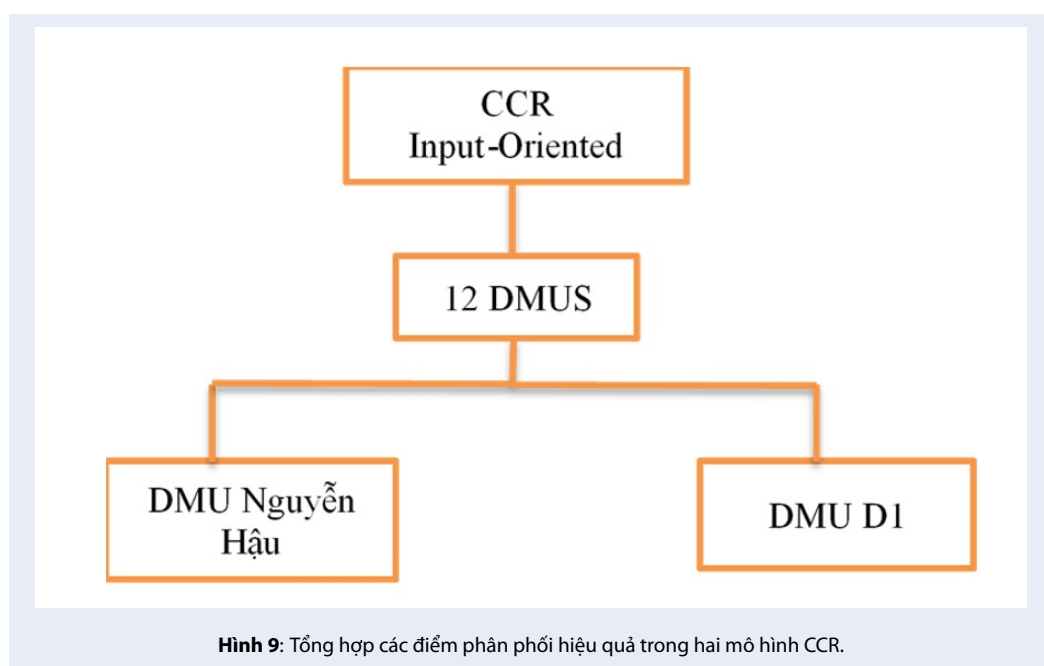 CCR
Input-Oriented
12 DMUS
DMU Nguyễn
Hậu
DMU D1
Hình 9: Tổng hợp các điểm phân phối hiệu quả trong hai mô hình CCR.